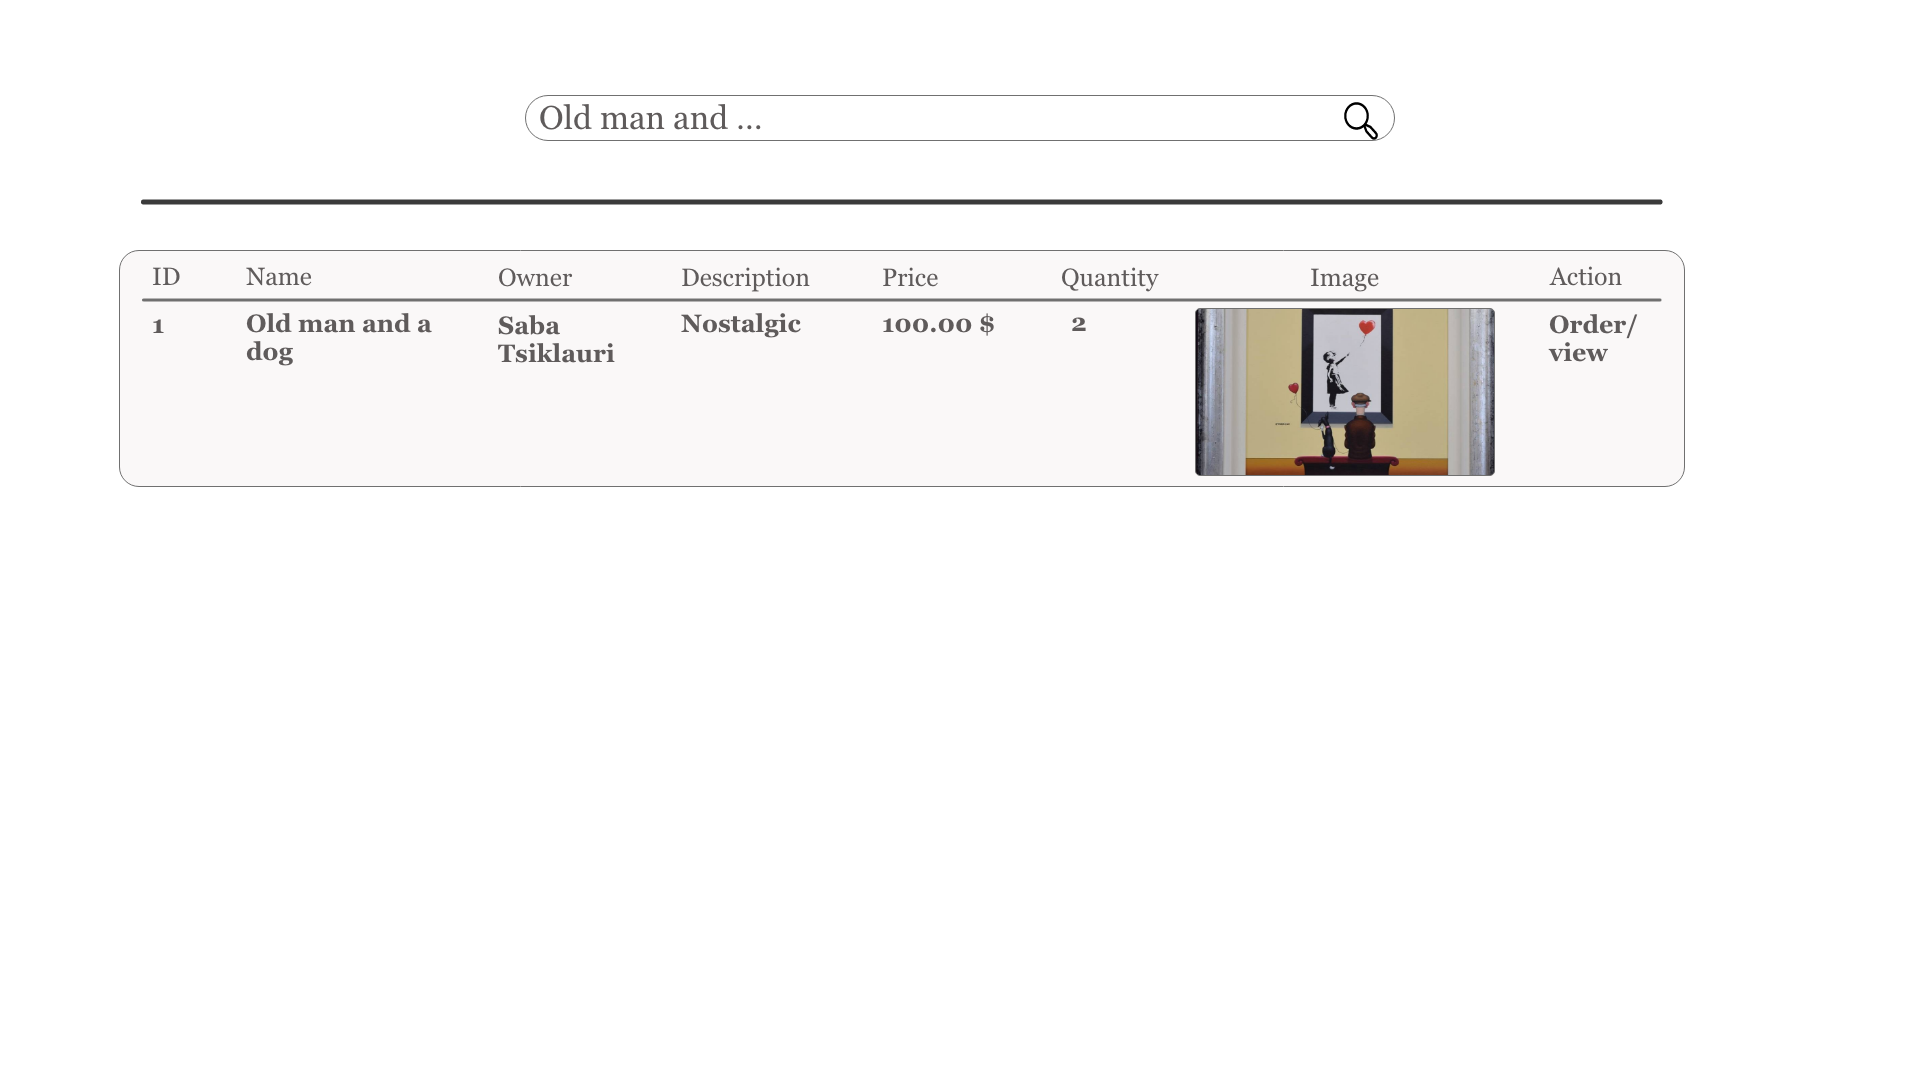 Old man and ...
ID Name Owner Description Price Quantity Image Action
1 Old man and a dog Saba Tsiklauri Nostalgic 100.00 $ 2 Order/ view